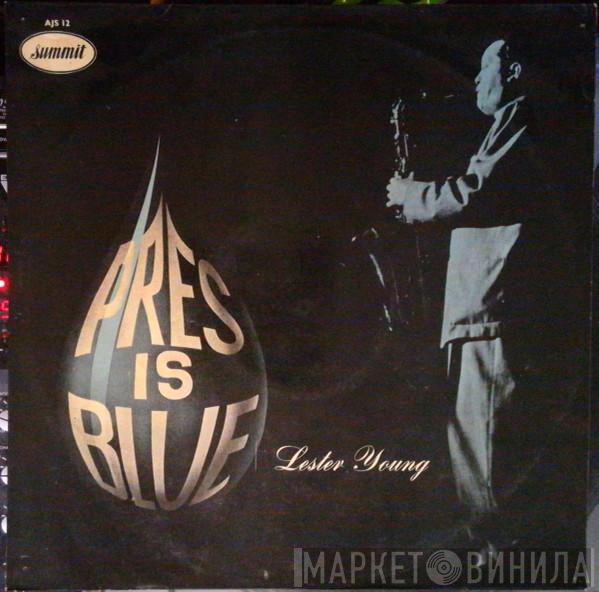 AJS 12
Summit
PRES
IS
BLUE
Lester Young
МАРКЕТ ВИНИЛА